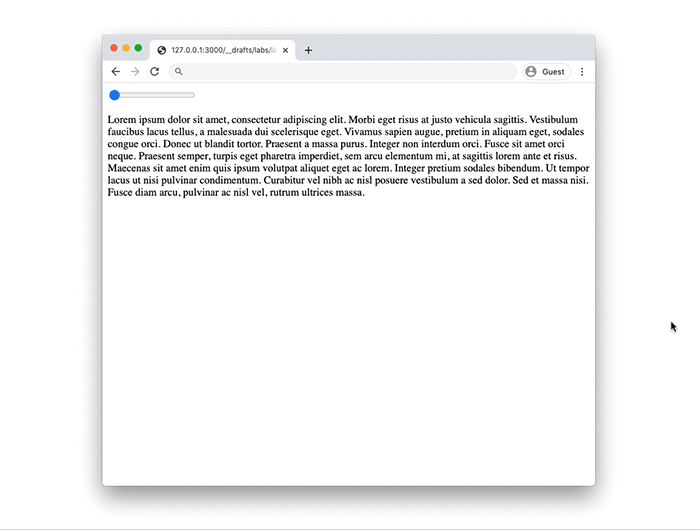 127.0.0.1:3000/__drafts/labs/
Guest
Lorem ipsum dolor sit amet, consectetur adipiscing elit. Morbi eget risus at justo vehicula sagittis. Vestibulum
faucibus lacus tellus, a malesuada dui scelerisque eget. Vivamus sapien augue, pretium in aliquam eget, sodales
congue orci. Donec ut blandit tortor. Praesent a massa purus. Integer non interdum orci. Fusce sit amet orci
neque. Praesent semper, turpis eget pharetra imperdiet, sem arcu elementum mi, at sagittis lorem ante et risus.
Maecenas sit amet enim quis ipsum volutpat aliquet eget ac lorem. Integer pretium sodales bibendum. Ut tempor
lacus ut nisi pulvinar condimentum. Curabitur vel nibh ac nisl posuere vestibulum a sed dolor. Sed et massa nisi.
Fusce diam arcu, pulvinar ac nisl vel, rutrum ultrices massa.